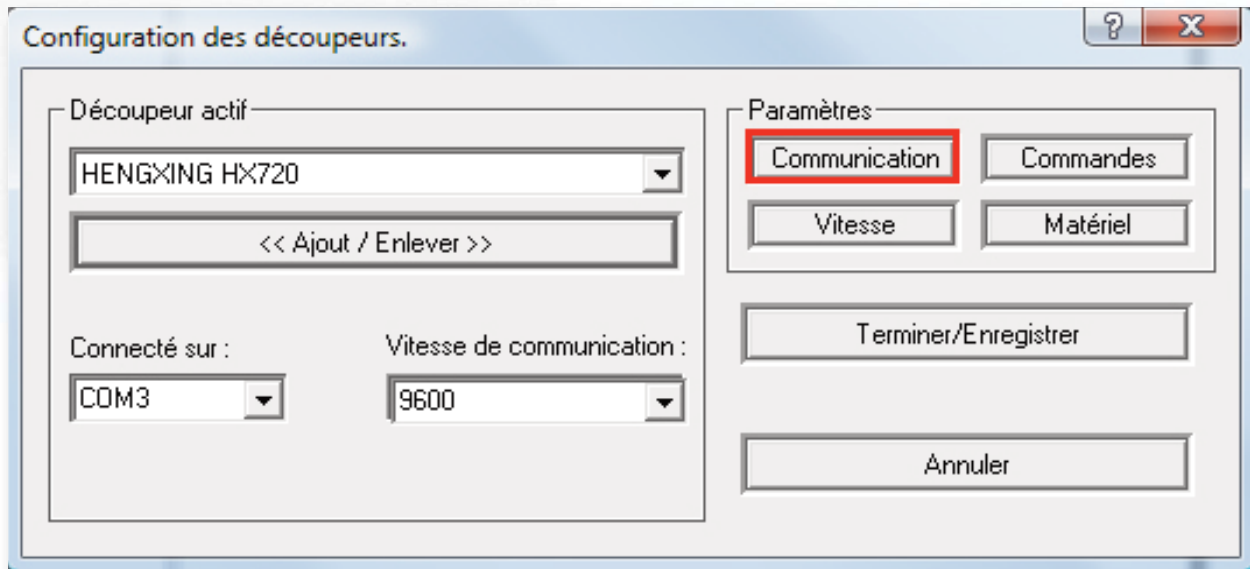 Configuration des découpeurs.
Découpeur actif
HENGXING HX720
<< Ajout / Enlever >>
Connecté sur :
COM3
Vitesse de communication :
9600
Paramètres
Communication
Commandes
Vitesse
Matériel
Terminer/Enregistrer
Annuler